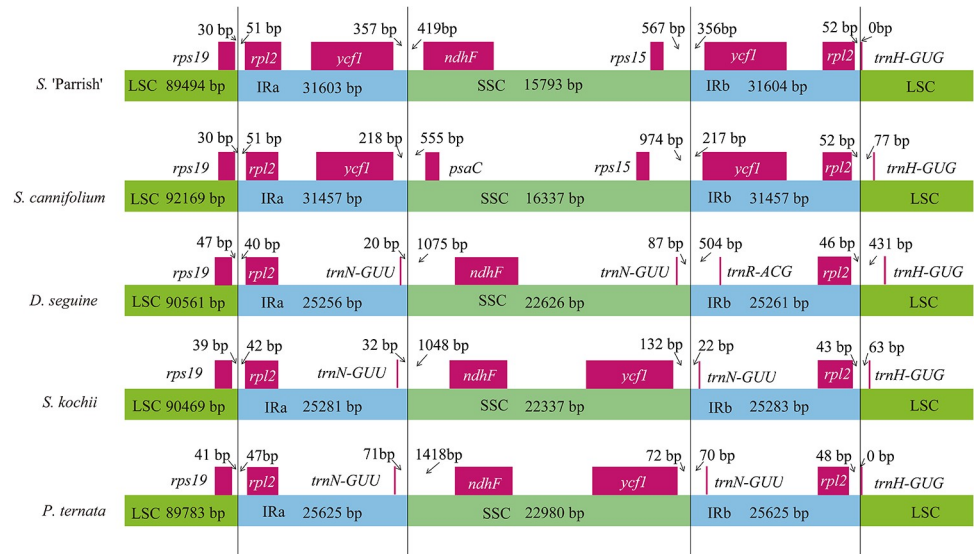 30 bp 51 bp 357 bp 419bp 567 bp 356bp 52 bp 0bp
rps19 rpl2 ycf1 ndhF rps15 ycf1 rpl2 trnH-GUG
S. 'Parrish' LSC 89494 bp IRa 31603 bp SSC 15793 bp IRb 31604 bp LSC
30 bp 51 bp 218 bp 555 bp 974 bp 217 bp 52 bp 77 bp
rps19 rpl2 ycf1 psaC rps15 ycf1 rpl2 trnH-GUG
S. cannifolium LSC 92169 bp IRa 31457 bp SSC 16337 bp IRb 31457 bp LSC
47 bp 40 bp 20 bp 1075 bp 87 bp 504 bp 46 bp 431 bp
rps19 rpl2 trnN-GUU ndhF trnN-GUU trnR-ACG rpl2 trnH-GUG
D. seguine LSC 90561 bp IRa 25256 bp SSC 22626 bp IRb 25261 bp LSC
39 bp 42 bp 32 bp 1048 bp 132 bp 22 bp 43 bp 63 bp
rps19 rpl2 trnN-GUU ndhF ycf1 trnN-GUU rpl2 trnH-GUG
S. kochii LSC 90469 bp IRa 25281 bp SSC 22337 bp IRb 25283 bp LSC
41 bp 47bp 71bp 1418bp 72 bp 70 bp 48 bp 0 bp
rps19 rpl2 trnN-GUU ndhF ycf1 trnN-GUU rpl2 trnH-GUG
P. ternata LSC 89783 bp IRa 25625 bp SSC 22980 bp IRb 25625 bp LSC